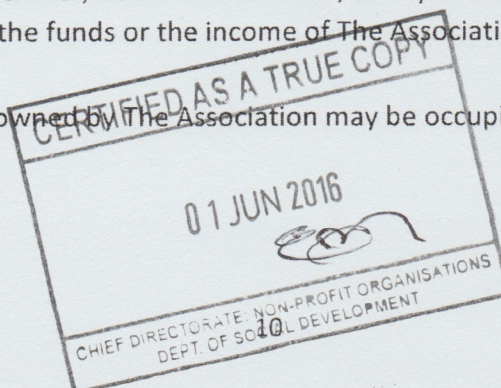 the funds or the income of The Associati
CERTIFIED AS A TRUE COPY
owned by The Association may be occup
01 JUN 2016
CHIEF DIRECTORATE: NON-PROFIT ORGANISATIONS
DEPT. OF SOCIAL DEVELOPMENT
10